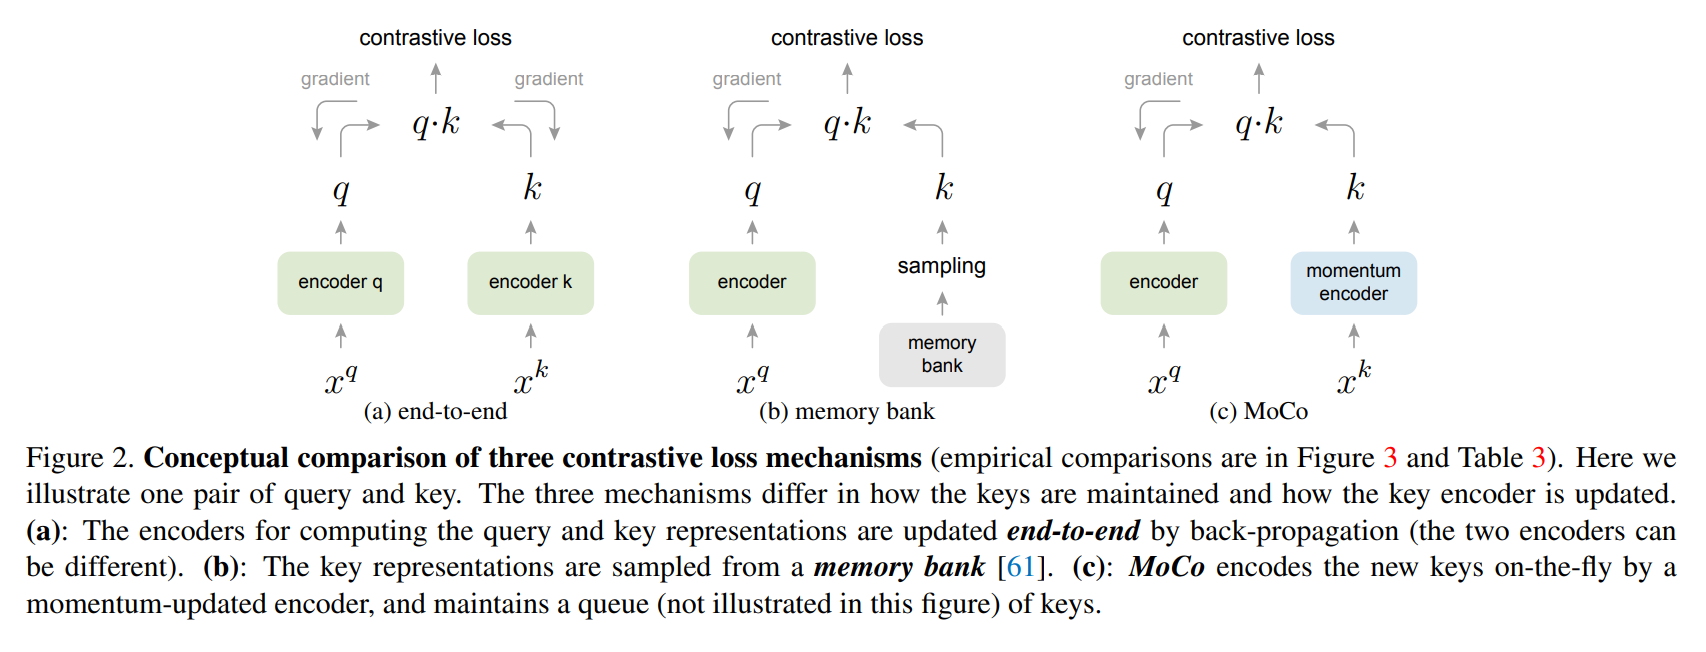 contrastive loss contrastive loss contrastive loss
gradient gradient gradient gradient
q·k q·k q·k
q k q k q k
sampling
encoder q encoder k encoder encoder momentum encoder
memory bank
x^q x^k x^q x^q x^k
(a) end-to-end (b) memory bank (c) MoCo
Figure 2. Conceptual comparison of three contrastive loss mechanisms (empirical comparisons are in Figure 3 and Table 3). Here we
illustrate one pair of query and key. The three mechanisms differ in how the keys are maintained and how the key encoder is updated.
(a): The encoders for computing the query and key representations are updated end-to-end by back-propagation (the two encoders can
be different). (b): The key representations are sampled from a memory bank [61]. (c): MoCo encodes the new keys on-the-fly by a
momentum-updated encoder, and maintains a queue (not illustrated in this figure) of keys.